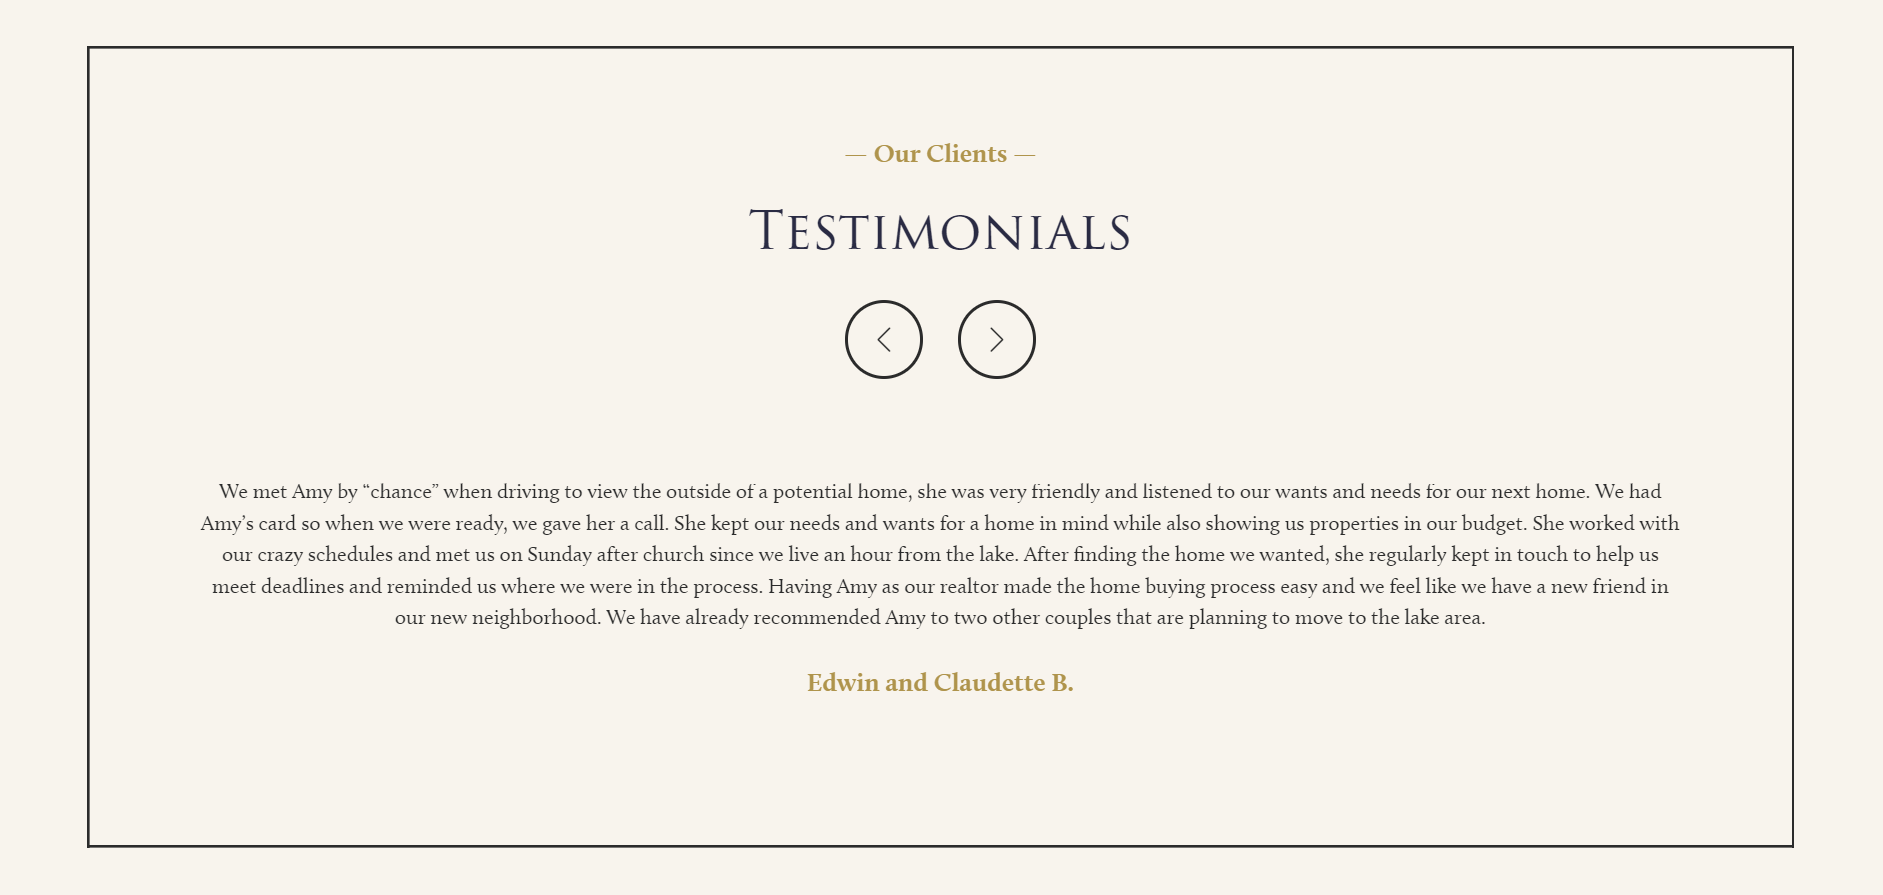 — Our Clients —
Testimonials
We met Amy by “chance” when driving to view the outside of a potential home, she was very friendly and listened to our wants and needs for our next home. We had
Amy’s card so when we were ready, we gave her a call. She kept our needs and wants for a home in mind while also showing us properties in our budget. She worked with
our crazy schedules and met us on Sunday after church since we live an hour from the lake. After finding the home we wanted, she regularly kept in touch to help us
meet deadlines and reminded us where we were in the process. Having Amy as our realtor made the home buying process easy and we feel like we have a new friend in
our new neighborhood. We have already recommended Amy to two other couples that are planning to move to the lake area.
Edwin and Claudette B.